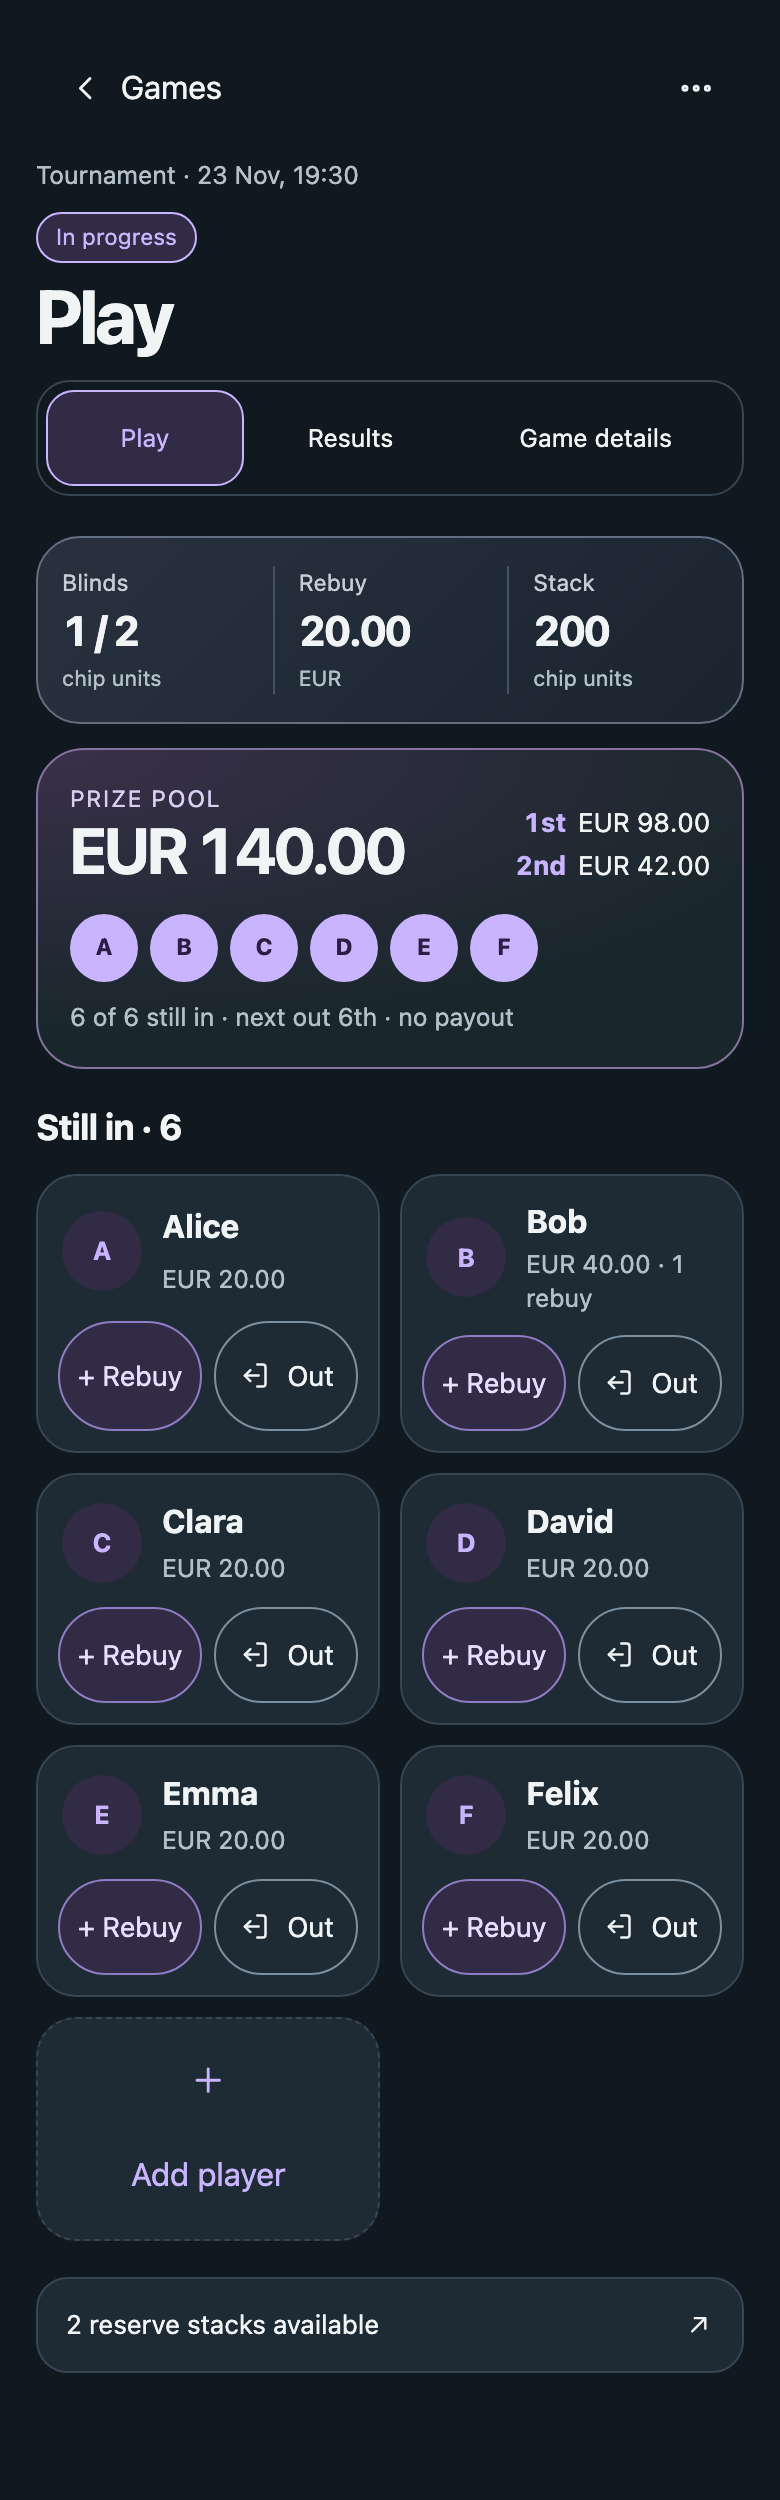 Games
Tournament · 23 Nov, 19:30
In progress
Play
Play Results Game details
Blinds Rebuy Stack
1 / 2 20.00 200
chip units EUR chip units
PRIZE POOL
EUR 140.00
1st EUR 98.00
2nd EUR 42.00
A B C D E F
6 of 6 still in · next out 6th · no payout
Still in · 6
A Alice
EUR 20.00
+ Rebuy Out
B Bob
EUR 40.00 · 1
rebuy
+ Rebuy Out
C Clara
EUR 20.00
+ Rebuy Out
D David
EUR 20.00
+ Rebuy Out
E Emma
EUR 20.00
+ Rebuy Out
F Felix
EUR 20.00
+ Rebuy Out
+
Add player
2 reserve stacks available